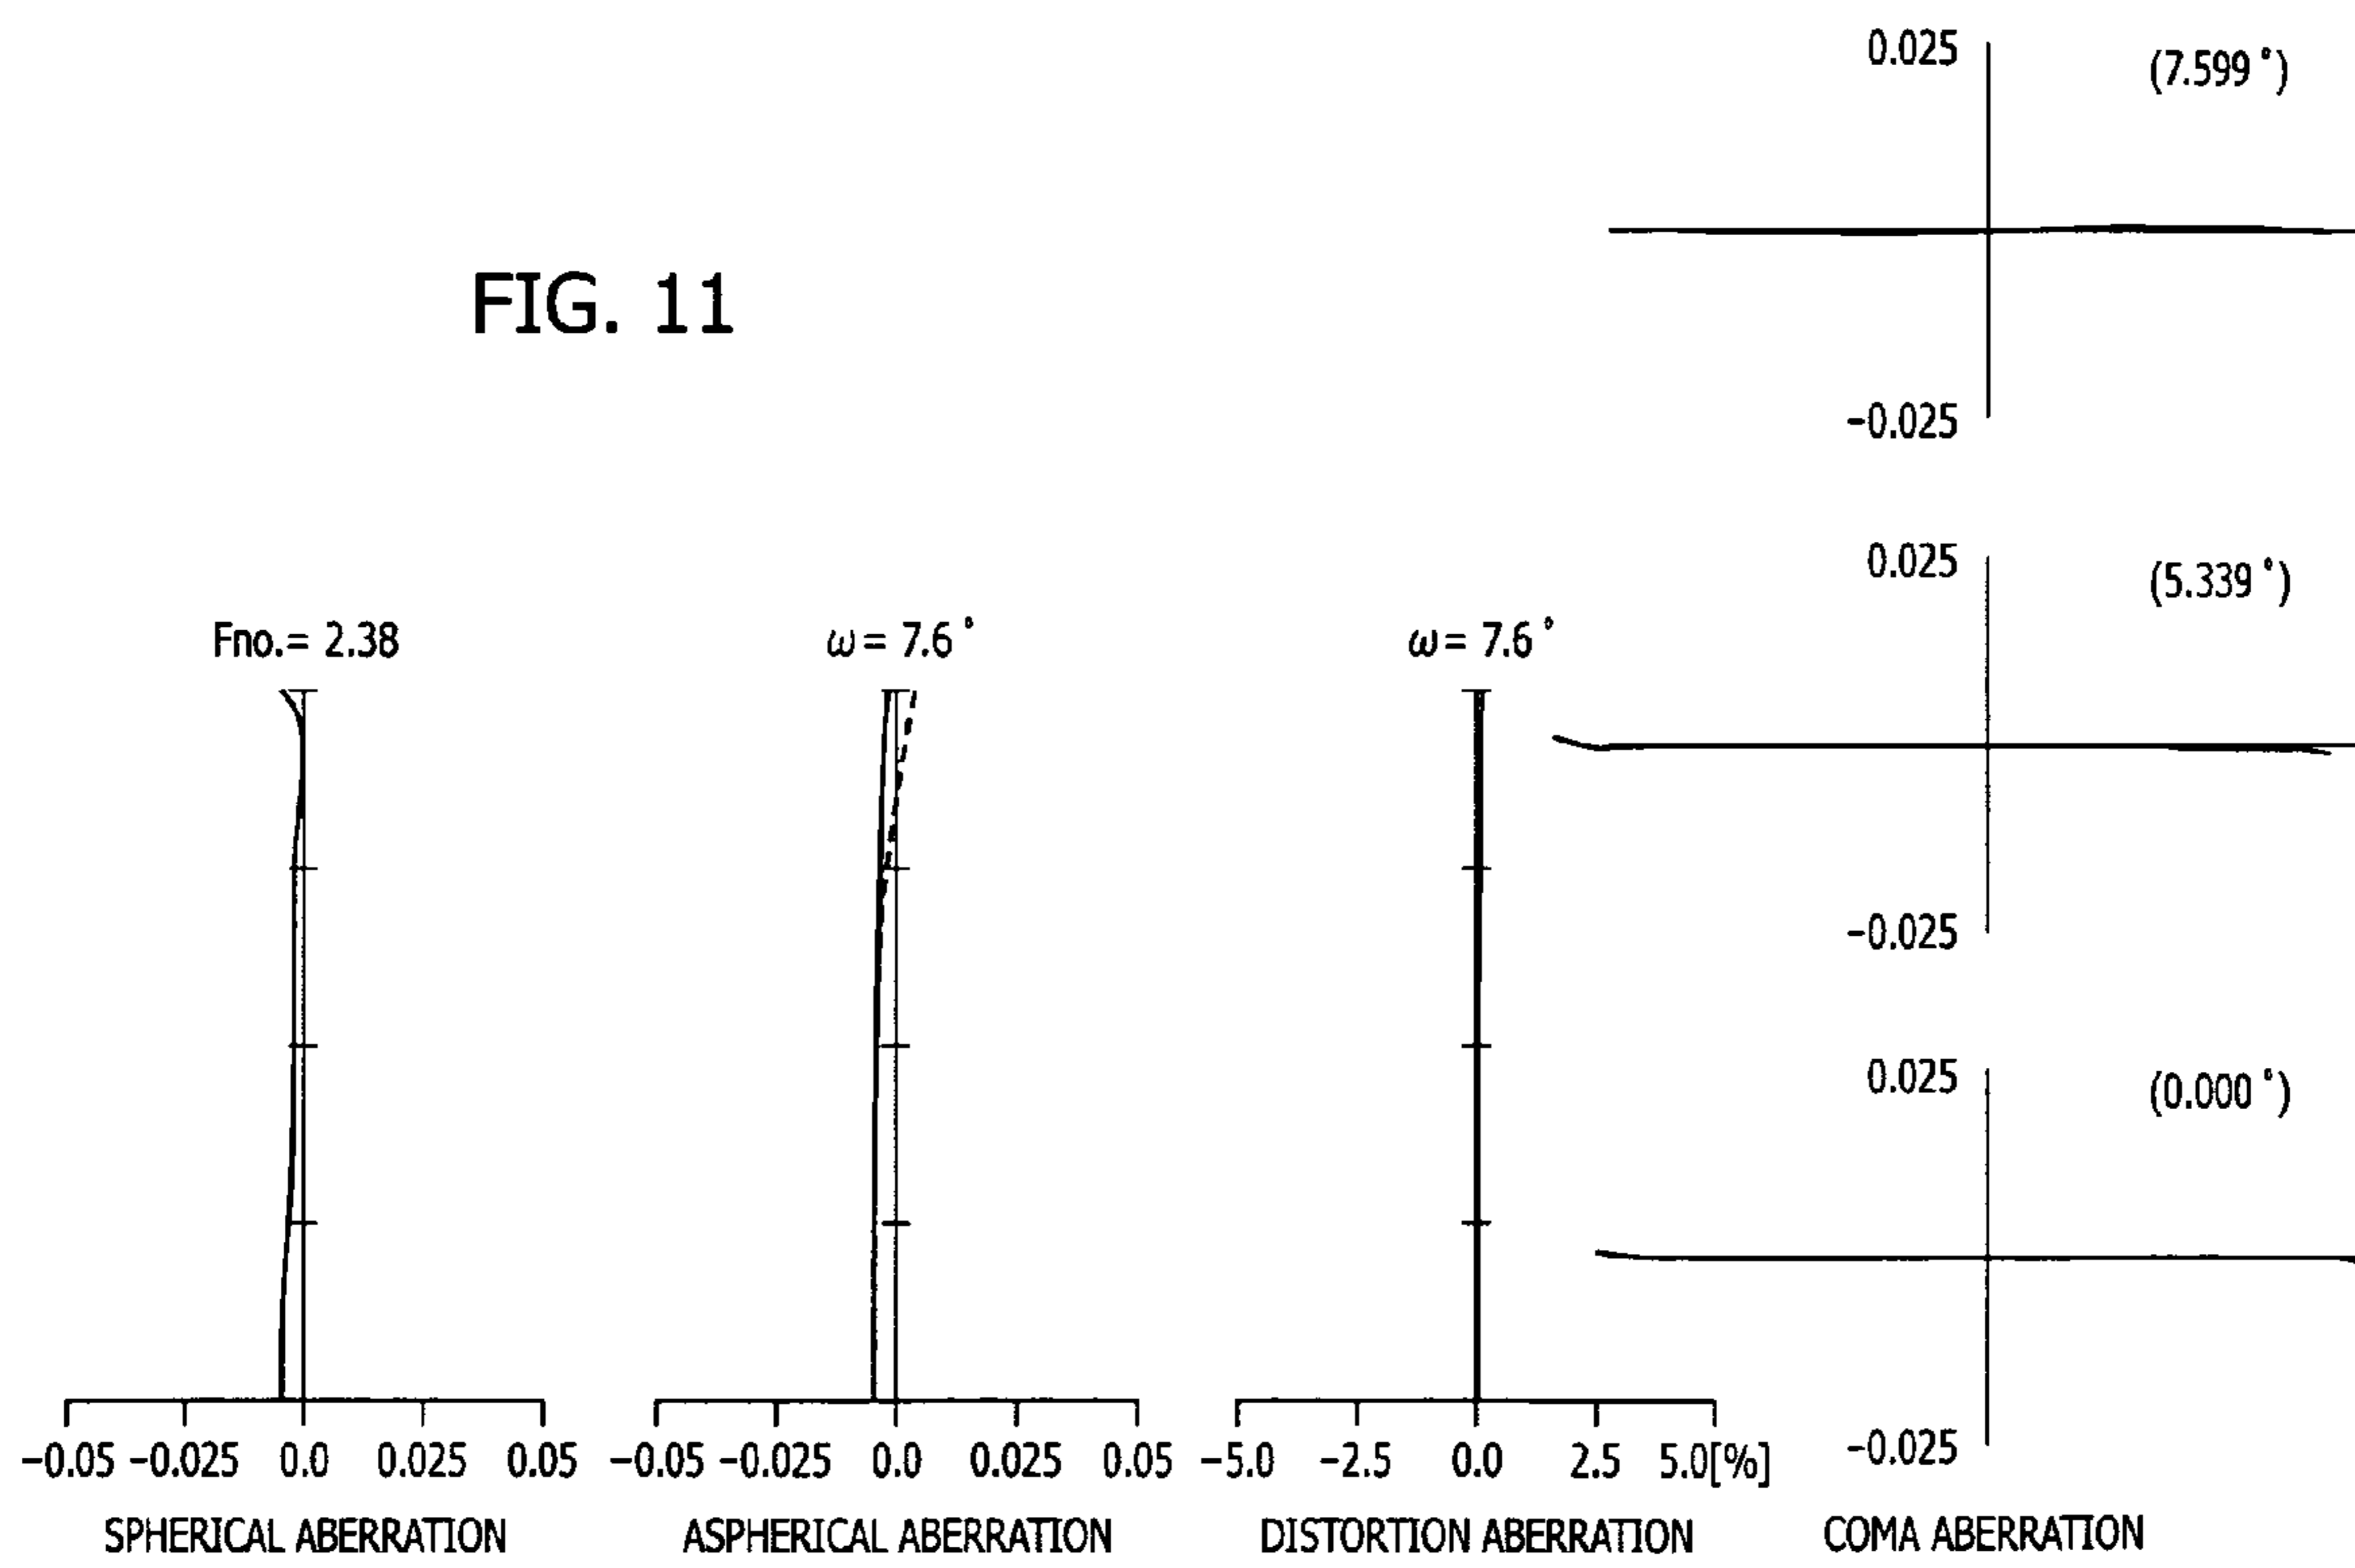 FIG. 11
0.025
(7.599°)
-0.025
0.025
(5.339°)
-0.025
0.025
(0.000°)
-0.025
Fno.= 2.38
ω= 7.6°
ω= 7.6°
-0.05 -0.025 0.0 0.025 0.05
-0.05 -0.025 0.0 0.025 0.05
-5.0 -2.5 0.0 2.5 5.0[%]
SPHERICAL ABERRATION
ASPHERICAL ABERRATION
DISTORTION ABERRATION
COMA ABERRATION